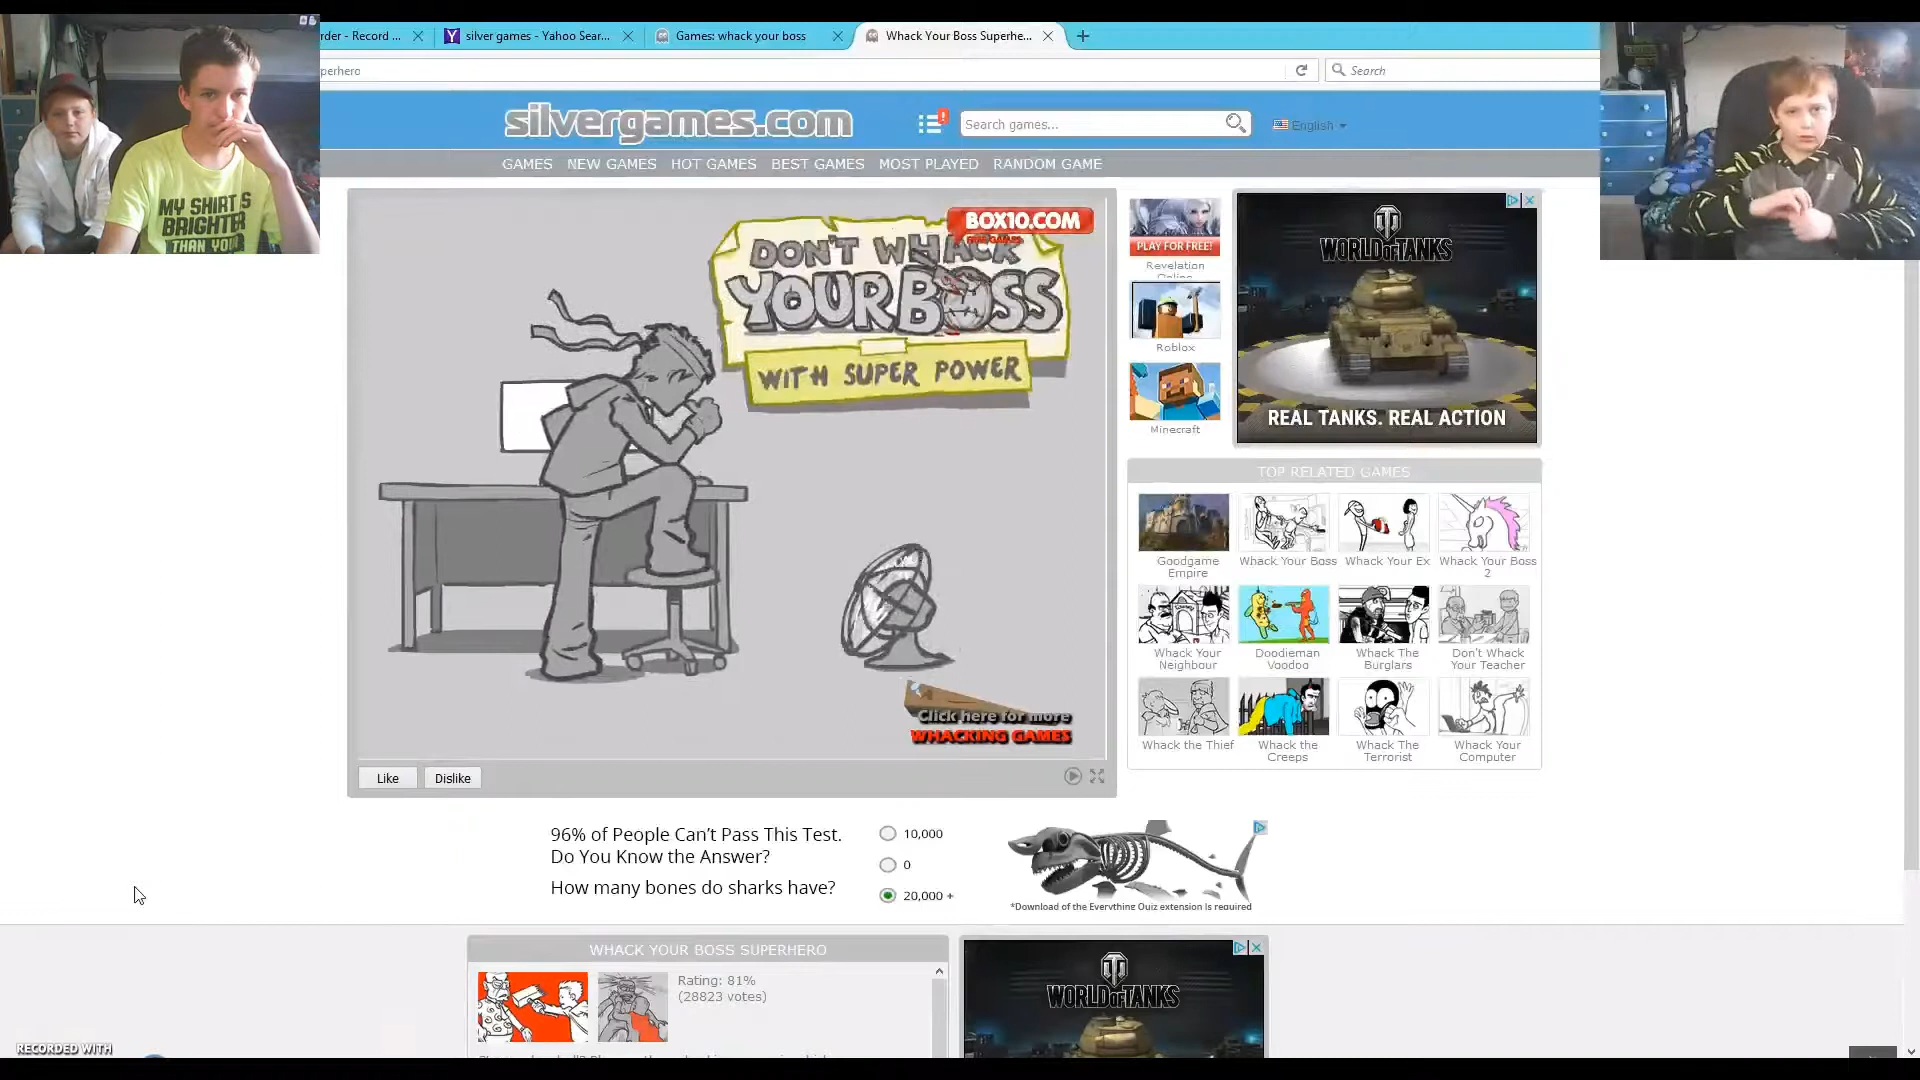 rder - Record ...
silver games - Yahoo Sear...
Games: whack your boss
Whack Your Boss Superhe...
perhero
Search
silvergames.com
Search games...
English
GAMES
NEW GAMES
HOT GAMES
BEST GAMES
MOST PLAYED
RANDOM GAME
MY SHIRT IS
BRIGHTER
THAN YOU
BOX10.COM
DON'T WHACK
YOUR BOSS
WITH SUPER POWER
Click here for more
WHACKING GAMES
PLAY FOR FREE!
Revelation
Online
Roblox
Minecraft
WORLD OF TANKS
REAL TANKS. REAL ACTION
TOP RELATED GAMES
Goodgame
Empire
Whack Your Boss
Whack Your Ex
Whack Your Boss
2
Whack Your
Neighbour
Doodieman
Voodoo
Whack The
Burglars
Don't Whack
Your Teacher
Whack the Thief
Whack the
Creeps
Whack The
Terrorist
Whack Your
Computer
Like
Dislike
96% of People Can't Pass This Test.
Do You Know the Answer?
How many bones do sharks have?
10,000
0
20,000 +
*Download of the Everything Quiz extension is required
WHACK YOUR BOSS SUPERHERO
Rating: 81%
(28823 votes)
WORLD OF TANKS
RECORDED WITH